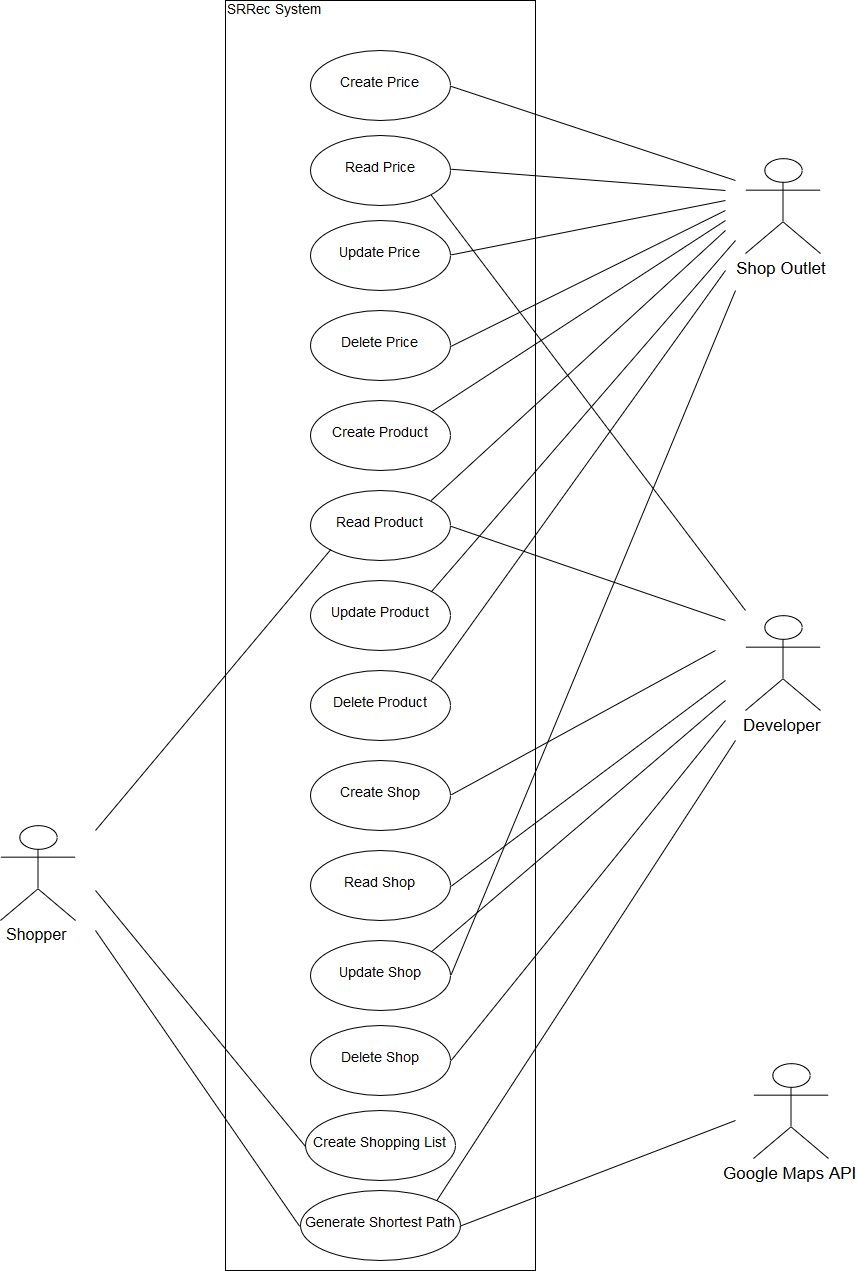 SRRec System
Create Price
Read Price
Update Price
Delete Price
Create Product
Read Product
Update Product
Delete Product
Create Shop
Read Shop
Update Shop
Delete Shop
Create Shopping List
Generate Shortest Path
Shopper
Shop Outlet
Developer
Google Maps API